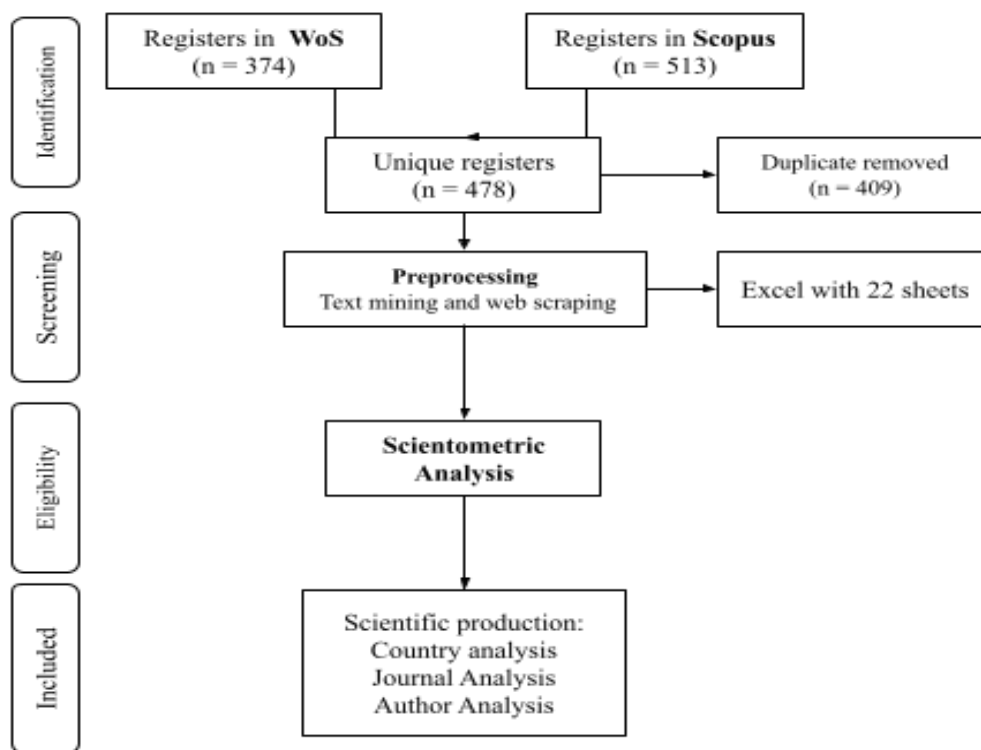 Identification
Registers in WoS
(n = 374)
Registers in Scopus
(n = 513)
Unique registers
(n = 478)
Duplicate removed
(n = 409)
Screening
Preprocessing
Text mining and web scraping
Excel with 22 sheets
Eligibility
Scientometric
Analysis
Included
Scientific production:
Country analysis
Journal Analysis
Author Analysis